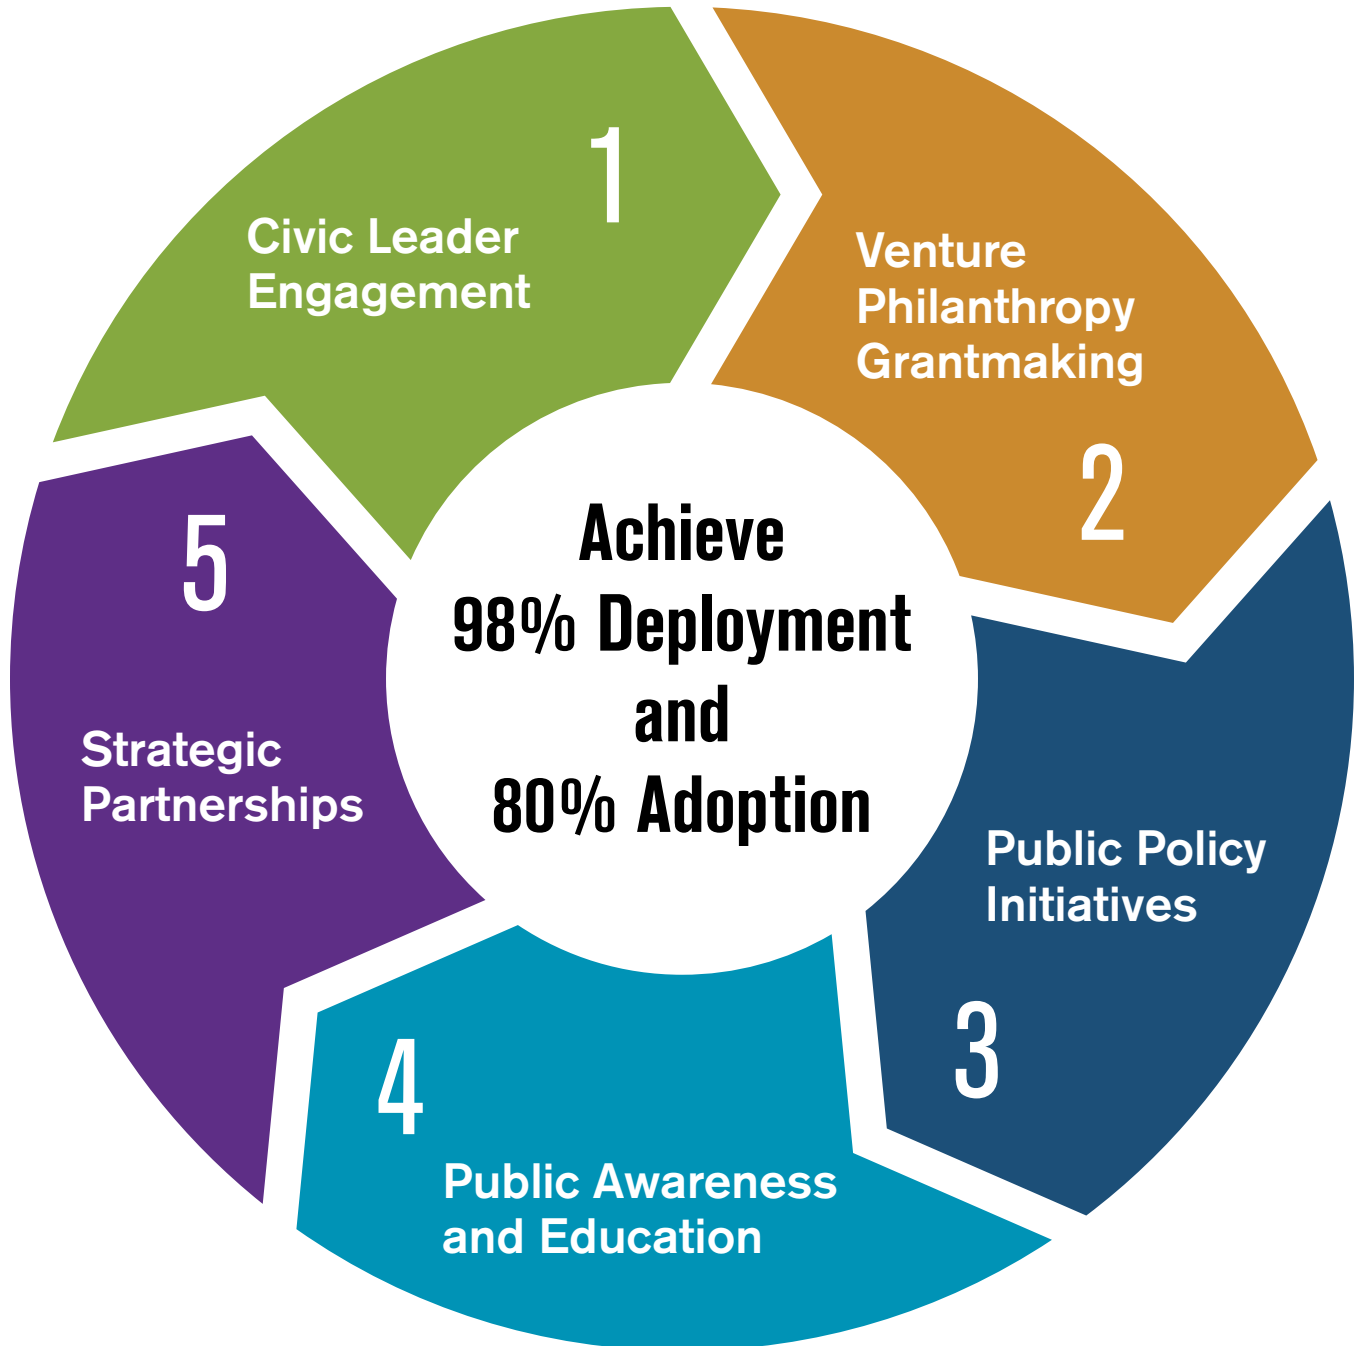 1
Civic Leader
Engagement
Venture
Philanthropy
Grantmaking
2
Public Policy
Initiatives
3
4
Public Awareness
and Education
5
Strategic
Partnerships
Achieve
98% Deployment
and
80% Adoption